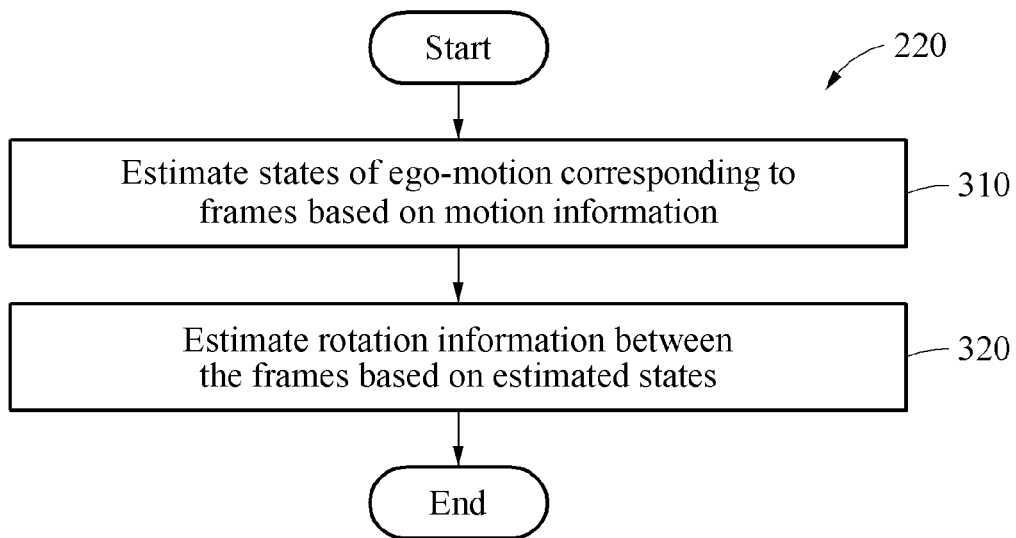 Start
220
Estimate states of ego-motion corresponding to
frames based on motion information
310
Estimate rotation information between
the frames based on estimated states
320
End